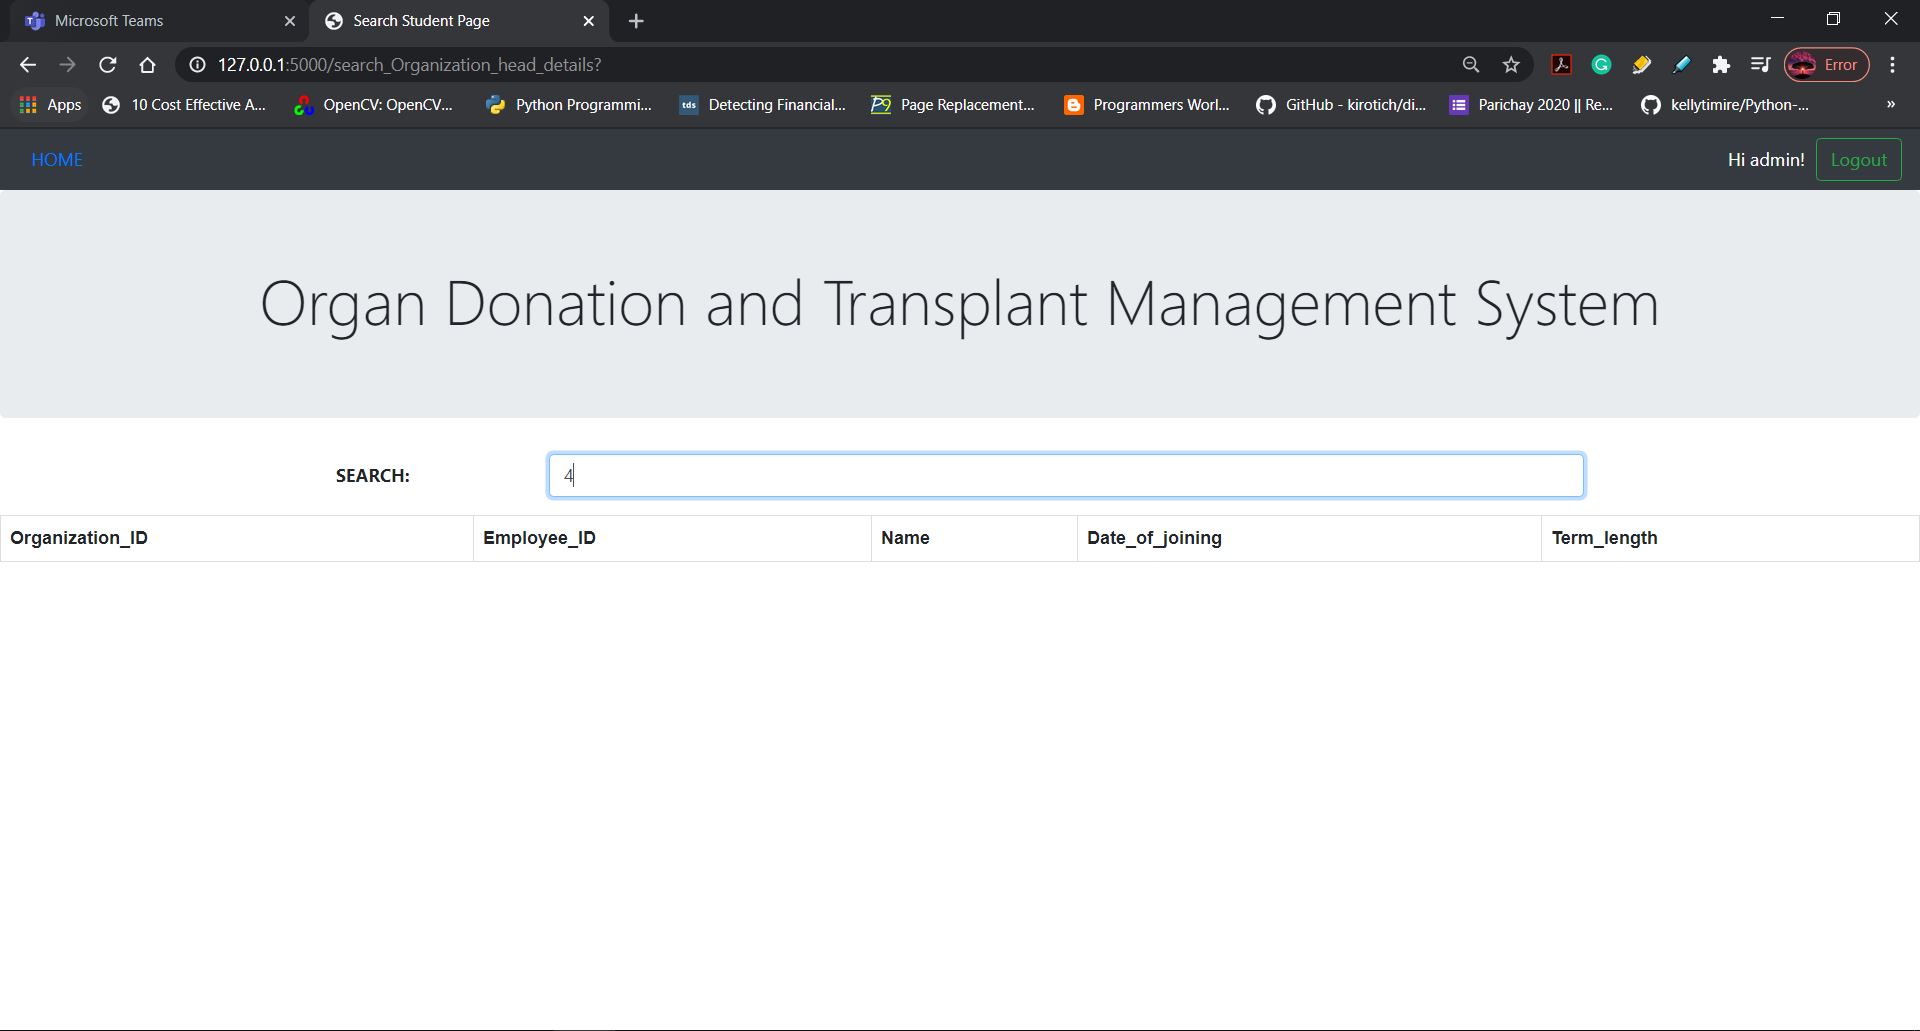 Microsoft Teams
Search Student Page
127.0.0.1:5000/search_Organization_head_details?
Error
Apps
10 Cost Effective A...
OpenCV: OpenCV...
Python Programmi...
tds
Detecting Financial...
Page Replacement...
Programmers Worl...
GitHub - kirotich/di...
Parichay 2020 || Re...
kellytimire/Python-...
»
HOME
Hi admin!
Logout
Organ Donation and Transplant Management System
SEARCH:
4
Organization_ID
Employee_ID
Name
Date_of_joining
Term_length